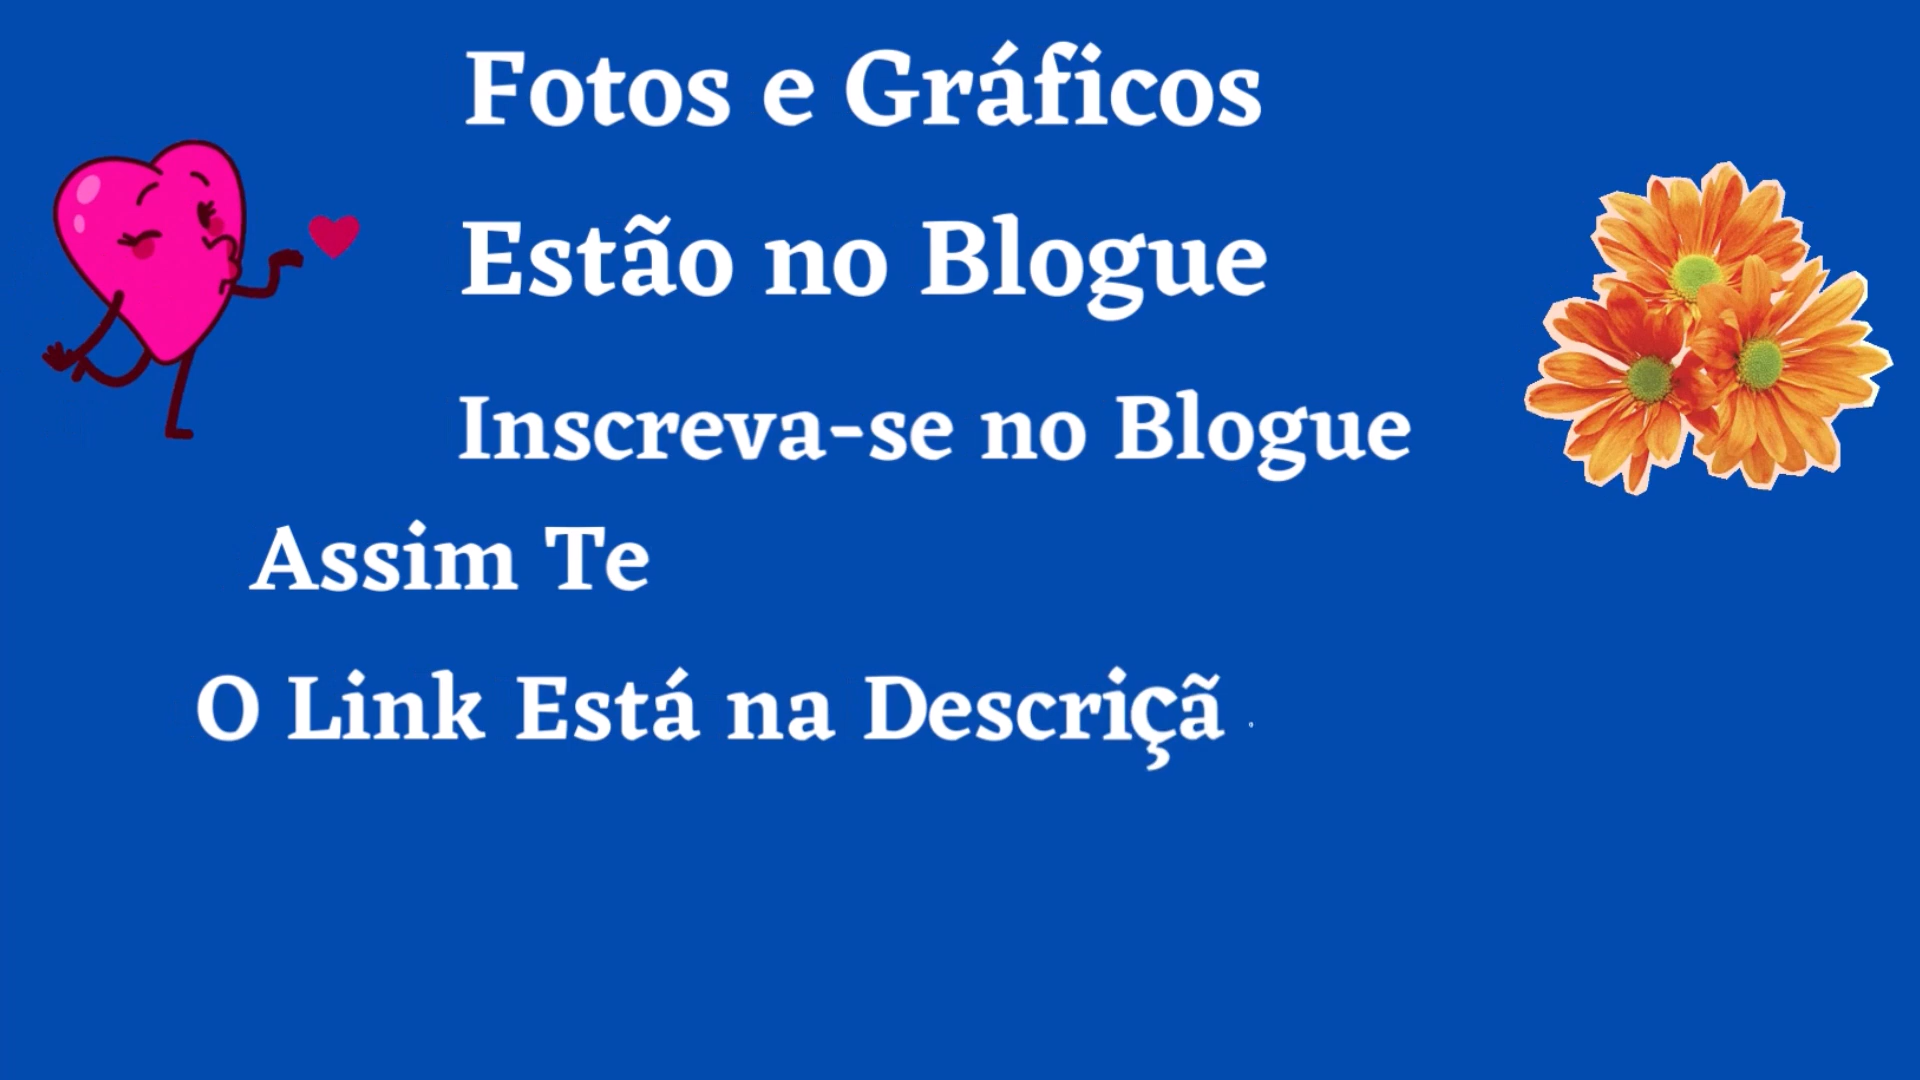 Fotos e Gráficos
Estão no Blogue
Inscreva-se no Blogue
Assim Te
O Link Está na Descriçã